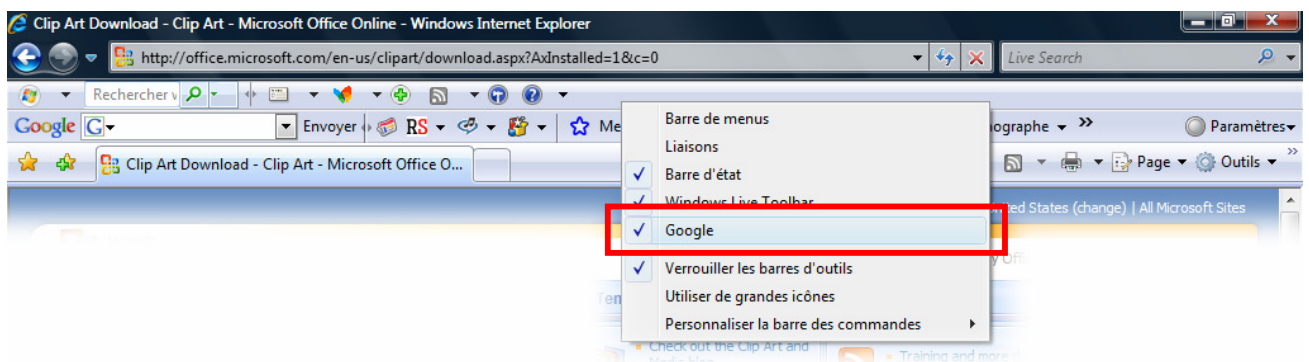 Clip Art Download - Clip Art - Microsoft Office Online - Windows Internet Explorer
http://office.microsoft.com/en-us/clipart/download.aspx?AxInstalled=1&c=0
Live Search
Rechercher
Google G Envoyer RS Me
ographe » Paramètres
Clip Art Download - Clip Art - Microsoft Office O...
Page Outils »
Barre de menus
Liaisons
Barre d'état
Windows Live Toolbar
Google
Verrouiller les barres d'outils
Utiliser de grandes icônes
Personnaliser la barre des commandes
ited States (change) | All Microsoft Sites
Check out the Clip Art and
Training and more